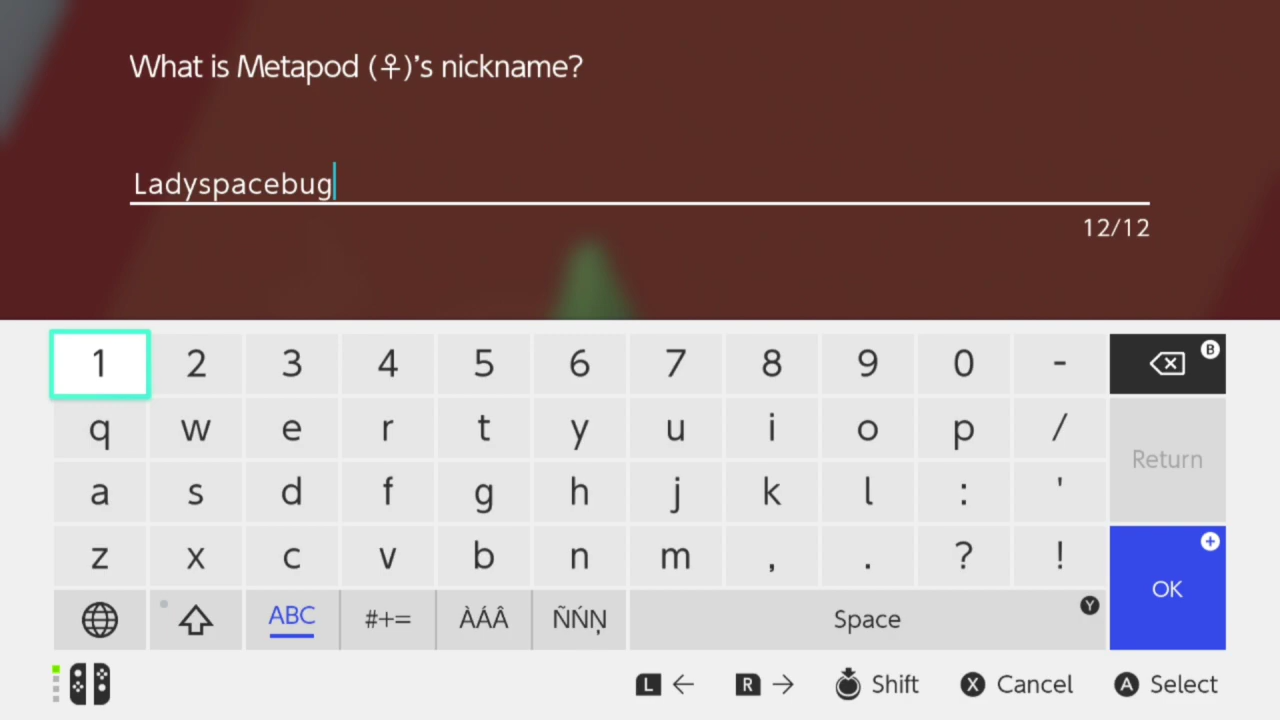 What is Metapod (♀)'s nickname?
Ladyspacebug
12/12
1 2 3 4 5 6 7 8 9 0 - B
q w e r t y u i o p /
Return
a s d f g h j k l : '
z x c v b n m , . ? ! +
OK
ABC #+= ÀÁÂ ÑŃŅ Space Y
L ← R → Shift X Cancel A Select